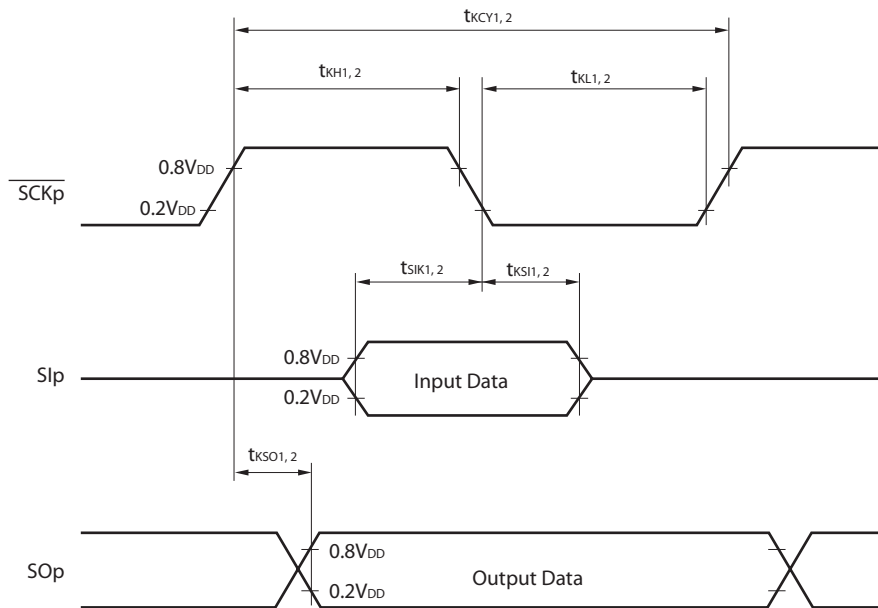 tKCY1, 2
tKH1, 2
tKL1, 2
0.8VDD
SCKp
0.2VDD
tSIK1, 2
tKSI1, 2
0.8VDD
SIp
Input Data
0.2VDD
tKSO1, 2
0.8VDD
SOp
Output Data
0.2VDD